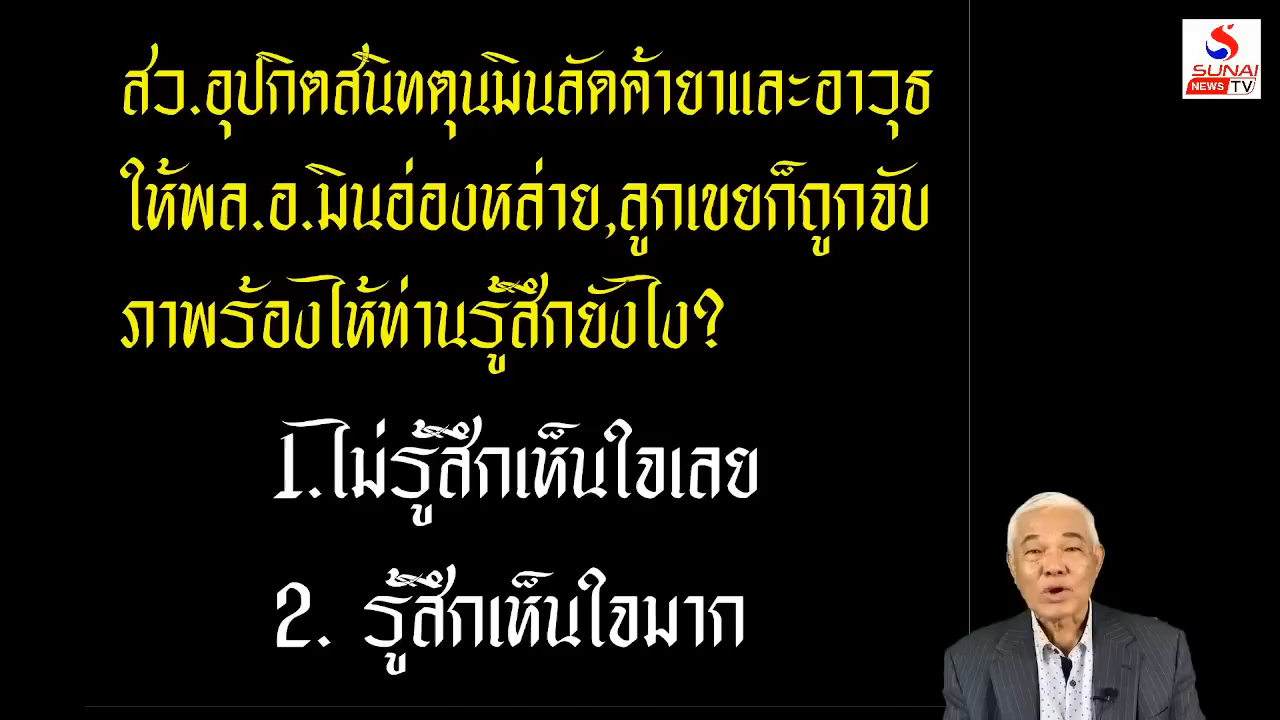 สว.อุปกิตสนิทตุนมินลัดค้ายาและอาวุธ
ให้พล.อ.มินอ่องหล่าย,ลูกเขยก็ถูกจับ
ภาพร้องไห้ท่านรู้สึกยังไง?
1.ไม่รู้สึกเห็นใจเลย
2. รู้สึกเห็นใจมาก
SUNAI
NEWS TV